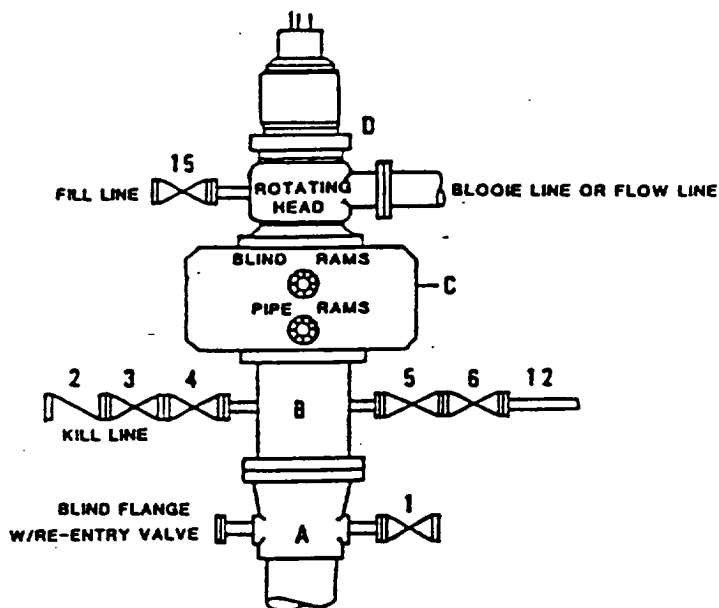 D
15
FILL LINE
ROTATING
HEAD
BLOOIE LINE OR FLOW LINE
BLIND RAMS
C
PIPE RAMS
2 3 4
5 6 12
B
KILL LINE
BLIND FLANGE
W/RE-ENTRY VALVE
1
A